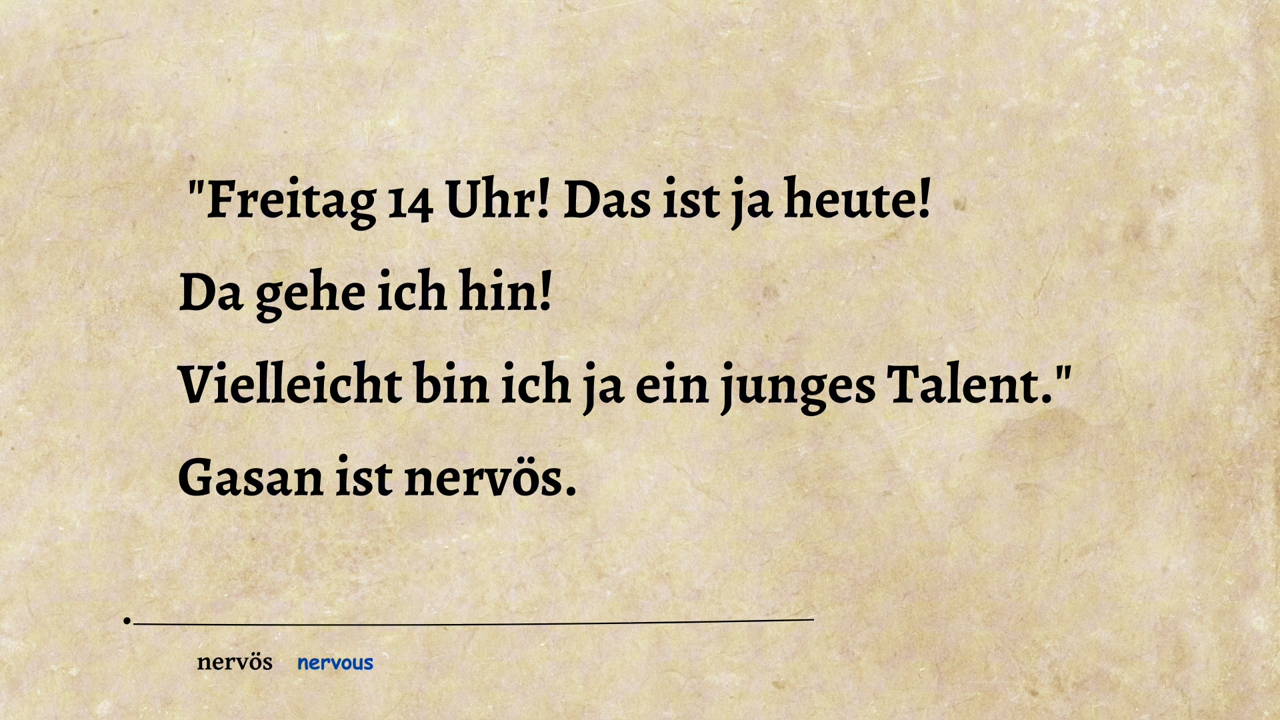 "Freitag 14 Uhr! Das ist ja heute!
Da gehe ich hin!
Vielleicht bin ich ja ein junges Talent."
Gasan ist nervös.
nervös nervous